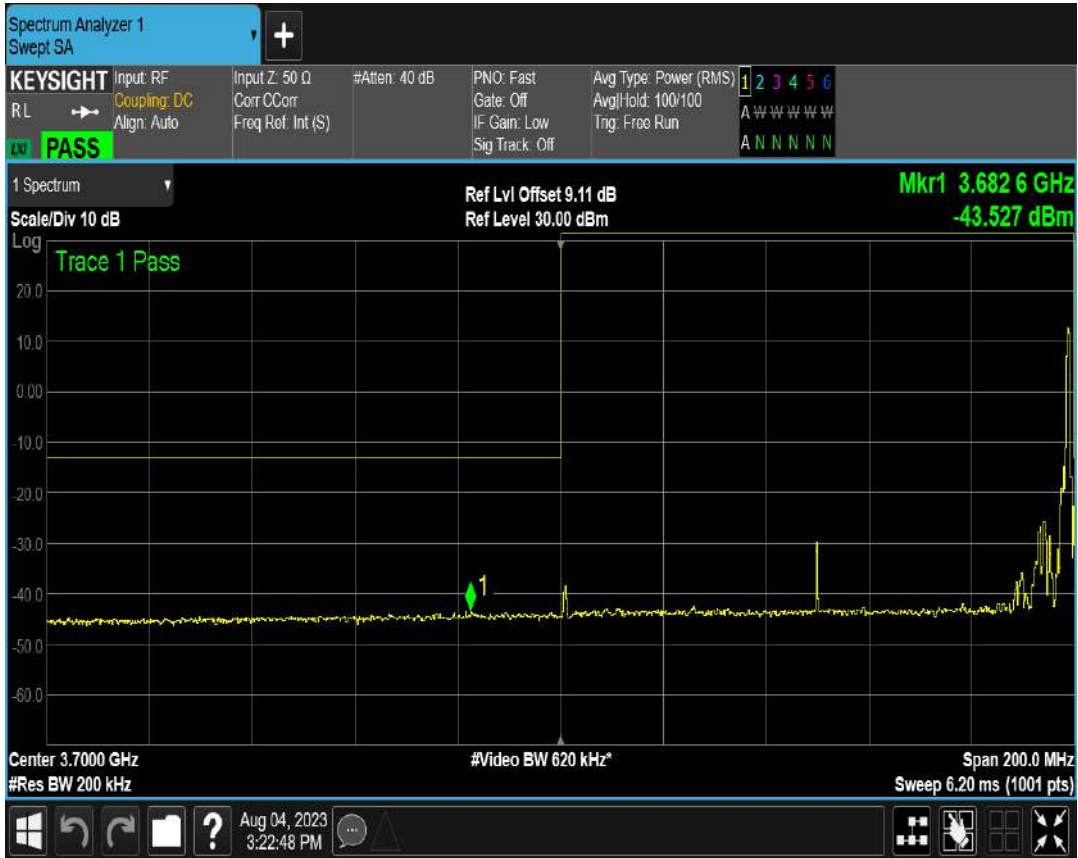 Spectrum Analyzer 1
Swept SA
+
KEYSIGHT
RL
LXI PASS
Input: RF
Coupling: DC
Align: Auto
Input Z: 50 Ω
Corr CCorr
Freq Ref: Int (S)
#Atten: 40 dB
PNO: Fast
Gate: Off
IF Gain: Low
Sig Track: Off
Avg Type: Power (RMS)
Avg|Hold: 100/100
Trig: Free Run
1 2 3 4 5 6
A W W W W W
A N N N N N
1 Spectrum
Scale/Div 10 dB
Ref Lvl Offset 9.11 dB
Ref Level 30.00 dBm
Mkr1 3.682 6 GHz
-43.527 dBm
Log
Trace 1 Pass
20.0
10.0
0.00
-10.0
-20.0
-30.0
-40.0
-50.0
-60.0
1
Center 3.7000 GHz
#Res BW 200 kHz
#Video BW 620 kHz*
Span 200.0 MHz
Sweep 6.20 ms (1001 pts)
?
Aug 04, 2023
3:22:48 PM